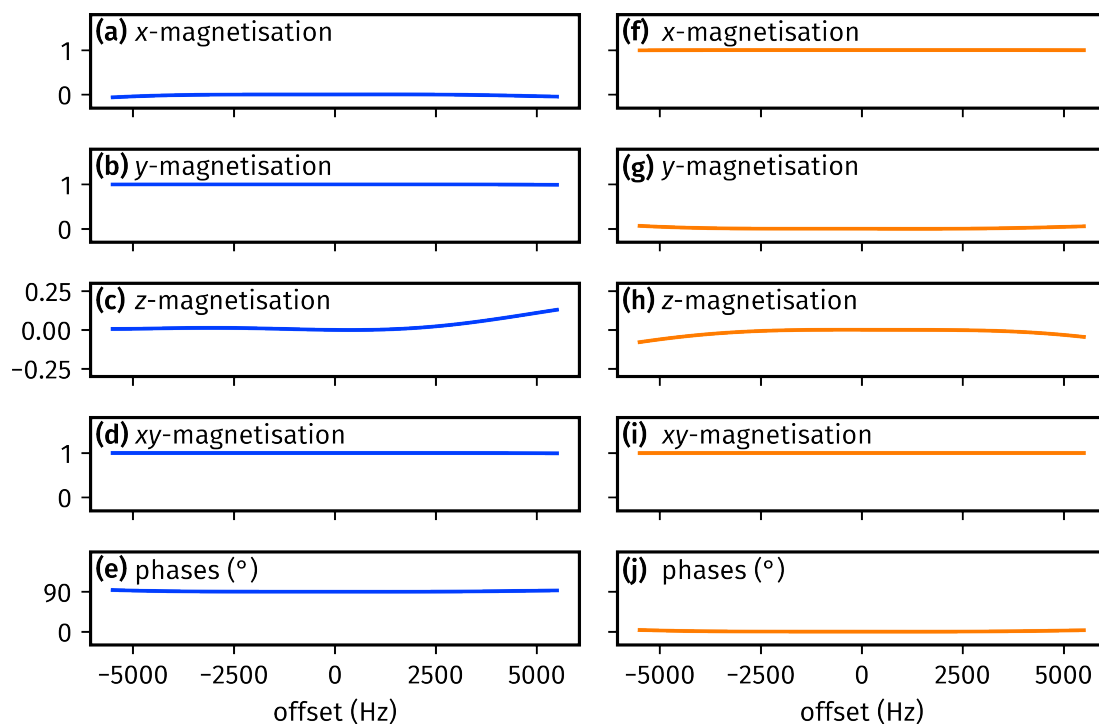 (a) x-magnetisation
1
0
(b) y-magnetisation
1
0
(c) z-magnetisation
0.25
0.00
−0.25
(d) xy-magnetisation
1
0
(e) phases (°)
90
0
−5000 −2500 0 2500 5000
offset (Hz)
(f) x-magnetisation
(g) y-magnetisation
(h) z-magnetisation
(i) xy-magnetisation
(j) phases (°)
−5000 −2500 0 2500 5000
offset (Hz)